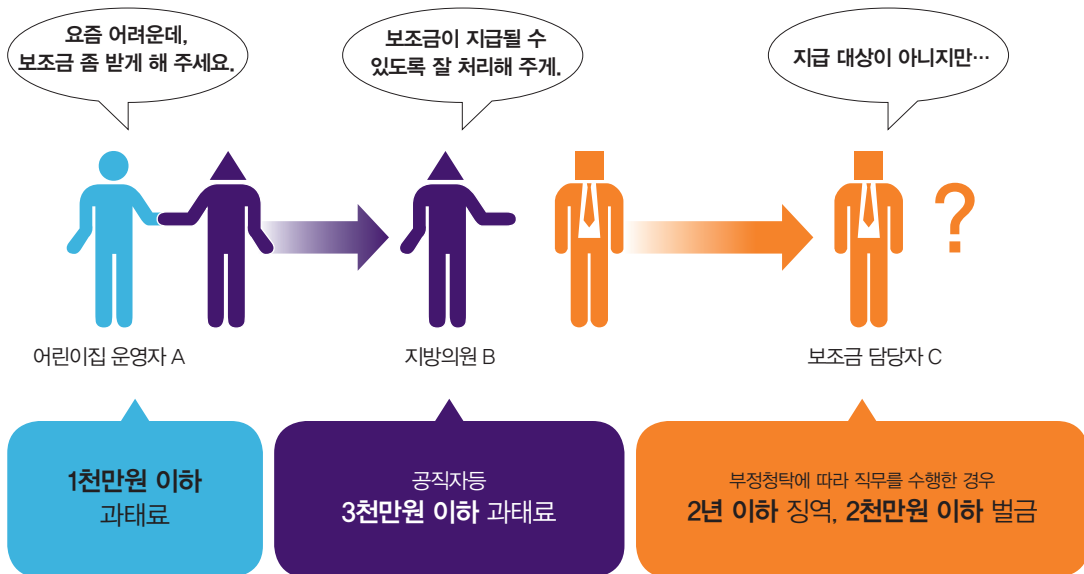 요즘 어려운데,
보조금 좀 받게 해 주세요.
보조금이 지급될 수
있도록 잘 처리해 주게.
지급 대상이 아니지만…
?
어린이집 운영자 A
지방의원 B
보조금 담당자 C
1천만원 이하
과태료
공직자등
3천만원 이하 과태료
부정청탁에 따라 직무를 수행한 경우
2년 이하 징역, 2천만원 이하 벌금